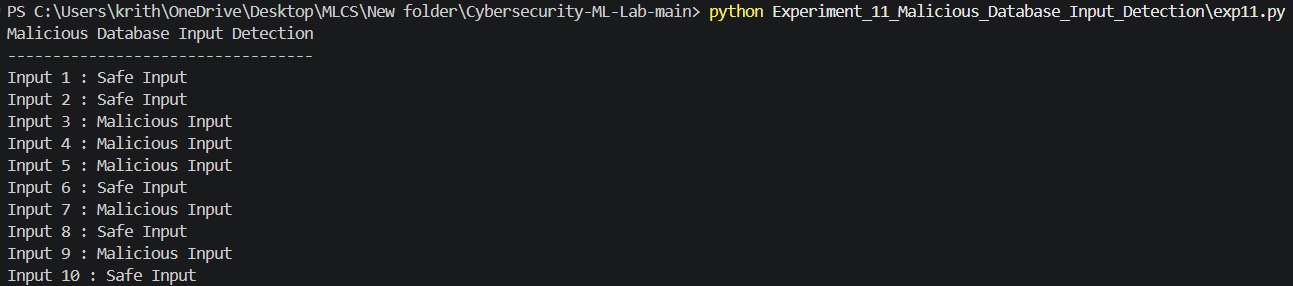 PS C:\Users\krith\OneDrive\Desktop\MLCS\New folder\Cybersecurity-ML-Lab-main> python Experiment_11_Malicious_Database_Input_Detection\exp11.py
Malicious Database Input Detection
----------------------------------
Input 1 : Safe Input
Input 2 : Safe Input
Input 3 : Malicious Input
Input 4 : Malicious Input
Input 5 : Malicious Input
Input 6 : Safe Input
Input 7 : Malicious Input
Input 8 : Safe Input
Input 9 : Malicious Input
Input 10 : Safe Input